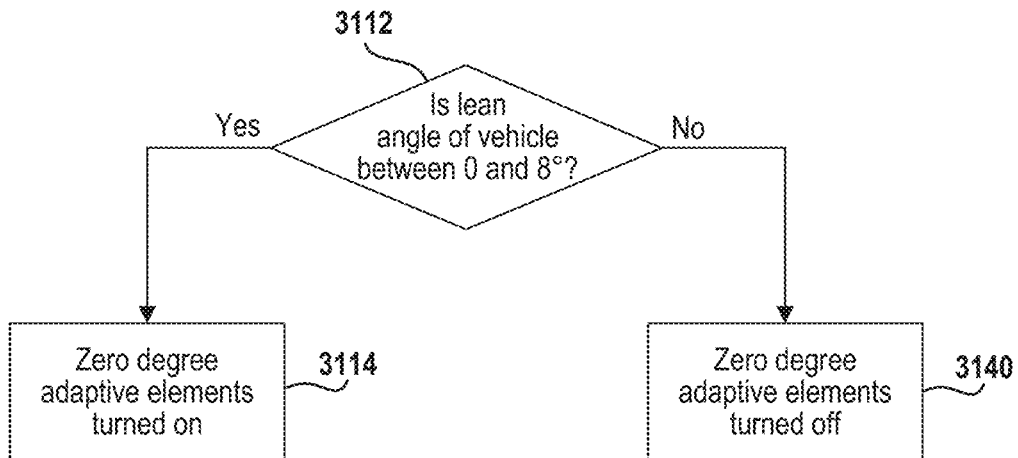 3112
Is lean
angle of vehicle
between 0 and 8°?
Yes
No
Zero degree
adaptive elements
turned on
3114
Zero degree
adaptive elements
turned off
3140